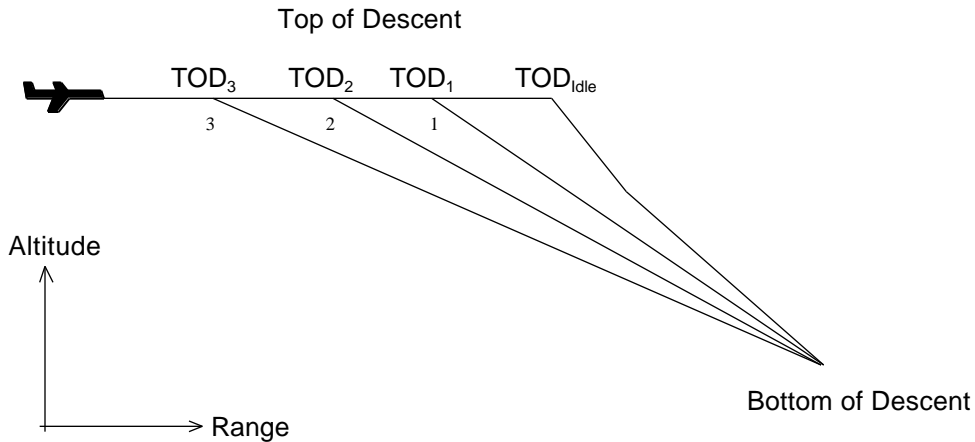 Top of Descent
TOD3 TOD2 TOD1 TODIdle
3 2 1
Altitude
Range
Bottom of Descent